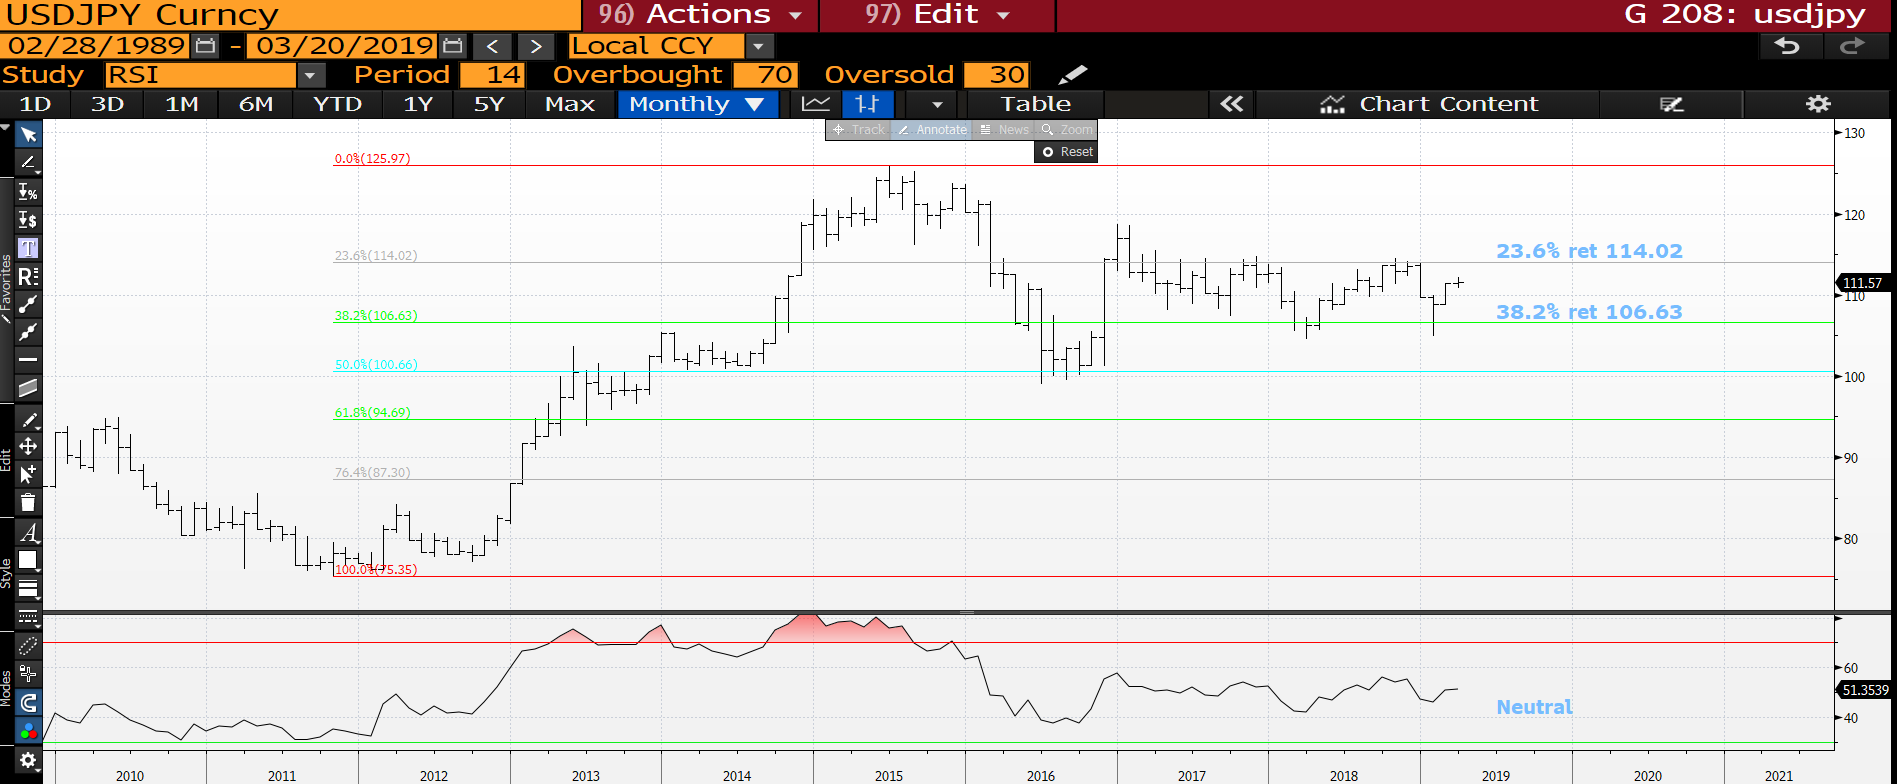 USDJPY Curncy 96) Actions 97) Edit G 208: usdjpy
02/28/1989 - 03/20/2019 < > Local CCY
Study RSI Period 14 Overbought 70 Oversold 30
1D 3D 1M 6M YTD 1Y 5Y Max Monthly Table Chart Content
Track Annotate News Zoom
Reset
Favorites
Edit
Style
Modes
T
R
A
0.0%(125.97)
23.6%(114.02)
38.2%(106.63)
50.0%(100.66)
61.8%(94.69)
76.4%(87.30)
100.0%(75.35)
23.6% ret 114.02
38.2% ret 106.63
130
120
111.57
110
100
90
80
Neutral
60
51.3539
40
2010 2011 2012 2013 2014 2015 2016 2017 2018 2019 2020 2021